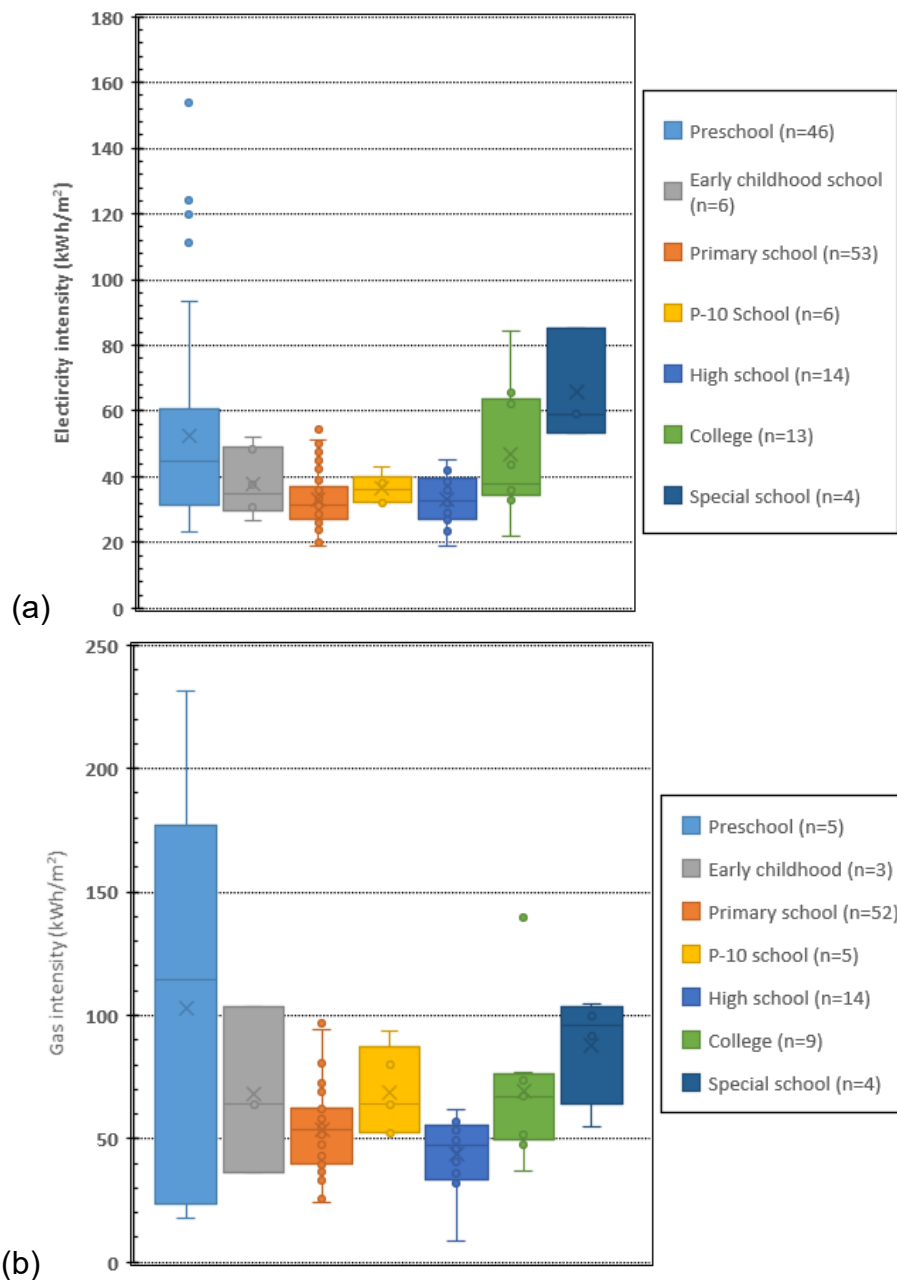 180
160
140
120
100
80
60
40
20
0
Electircity intensity (kWh/m²)
Preschool (n=46)
Early childhood school
(n=6)
Primary school (n=53)
P-10 School (n=6)
High school (n=14)
College (n=13)
Special school (n=4)
(a)
250
200
150
100
50
0
Gas intensity (kWh/m²)
Preschool (n=5)
Early childhood (n=3)
Primary school (n=52)
P-10 school (n=5)
High school (n=14)
College (n=9)
Special school (n=4)
(b)